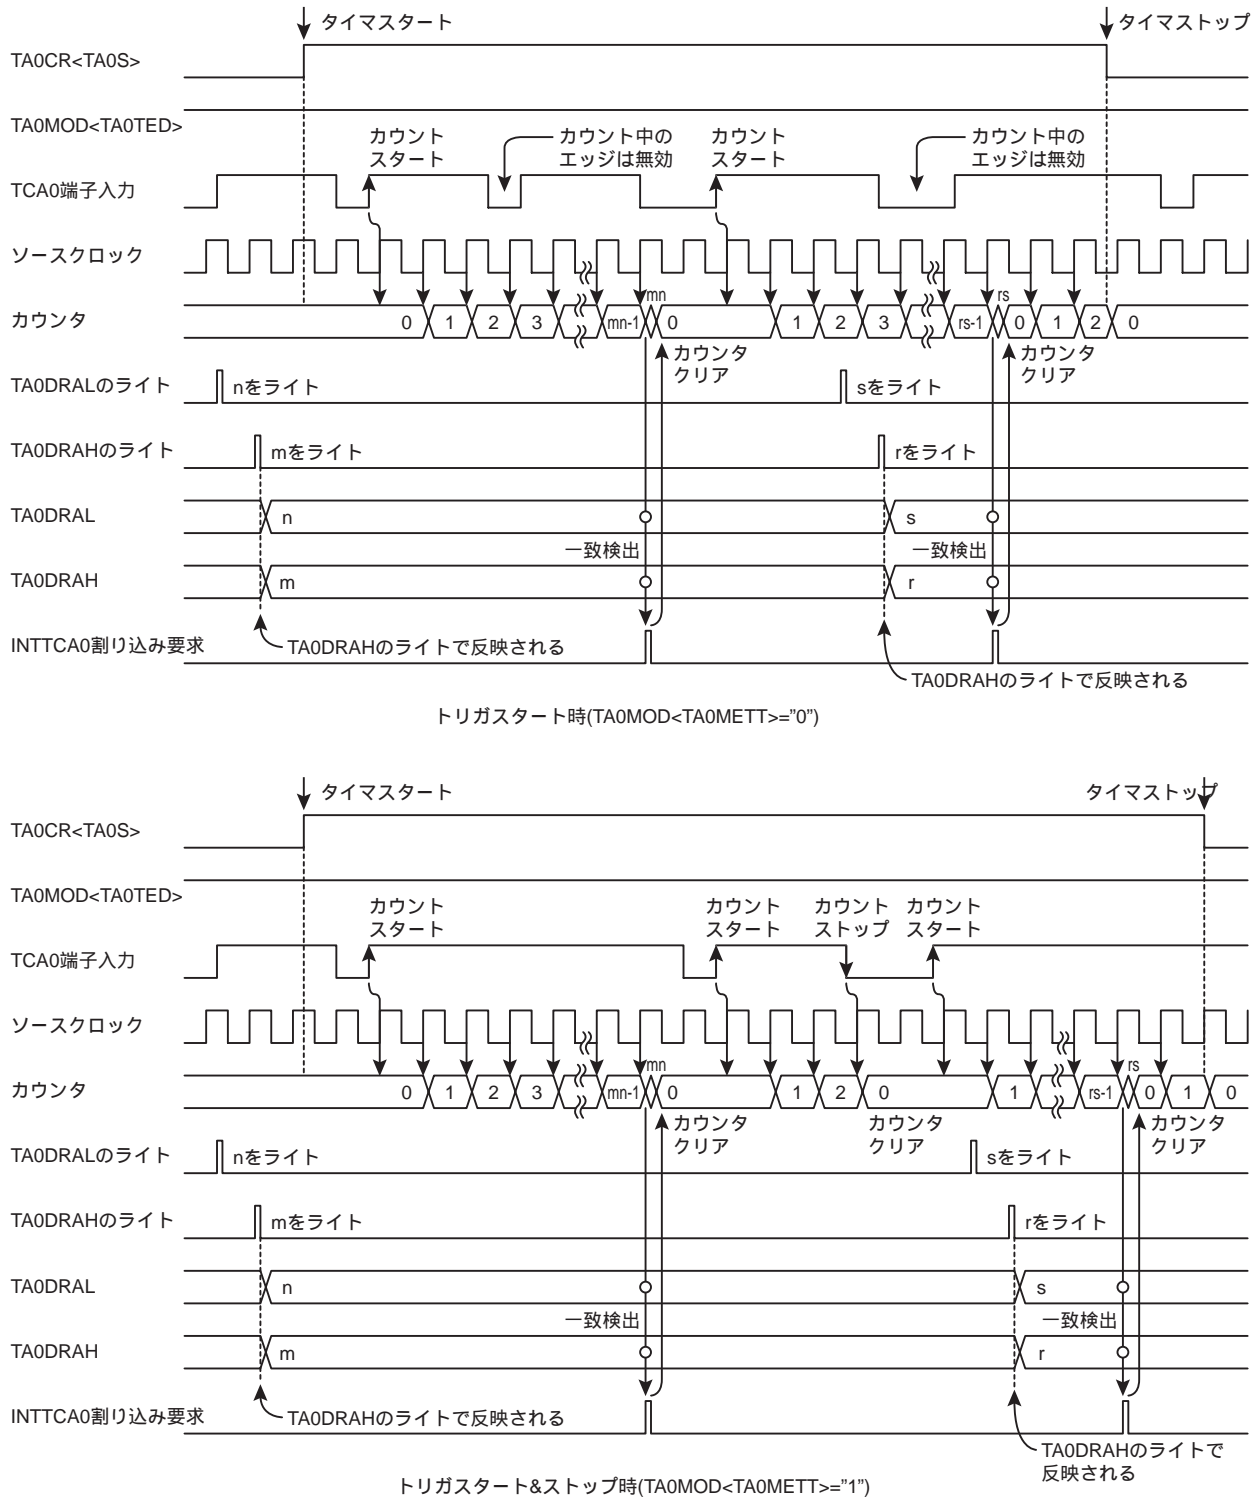 タイマスタート
タイマストップ
TA0CR<TA0S>
TA0MOD<TA0TED>
カウント
スタート
カウント中の
エッジは無効
カウント
スタート
カウント中の
エッジは無効
TCA0端子入力
ソースクロック
mn
rs
カウンタ
0 1 2 3 mn-1 0 1 2 3 rs-1 0 1 2 0
カウンタ
クリア
カウンタ
クリア
TA0DRALのライト
nをライト
sをライト
TA0DRAHのライト
mをライト
rをライト
TA0DRAL
n
s
一致検出
一致検出
TA0DRAH
m
r
INTTCA0割り込み要求
TA0DRAHのライトで反映される
TA0DRAHのライトで反映される
トリガスタート時(TA0MOD<TA0METT>=”0”)
タイマスタート
タイマストップ
TA0CR<TA0S>
TA0MOD<TA0TED>
カウント
スタート
カウント
スタート
カウント
ストップ
カウント
スタート
TCA0端子入力
ソースクロック
mn
rs
カウンタ
0 1 2 3 mn-1 0 1 2 0 1 rs-1 0 1 0
カウンタ
クリア
カウンタ
クリア
カウンタ
クリア
TA0DRALのライト
nをライト
sをライト
TA0DRAHのライト
mをライト
rをライト
TA0DRAL
n
s
一致検出
一致検出
TA0DRAH
m
r
INTTCA0割り込み要求
TA0DRAHのライトで反映される
TA0DRAHのライトで
反映される
トリガスタート&ストップ時(TA0MOD<TA0METT>=”1”)